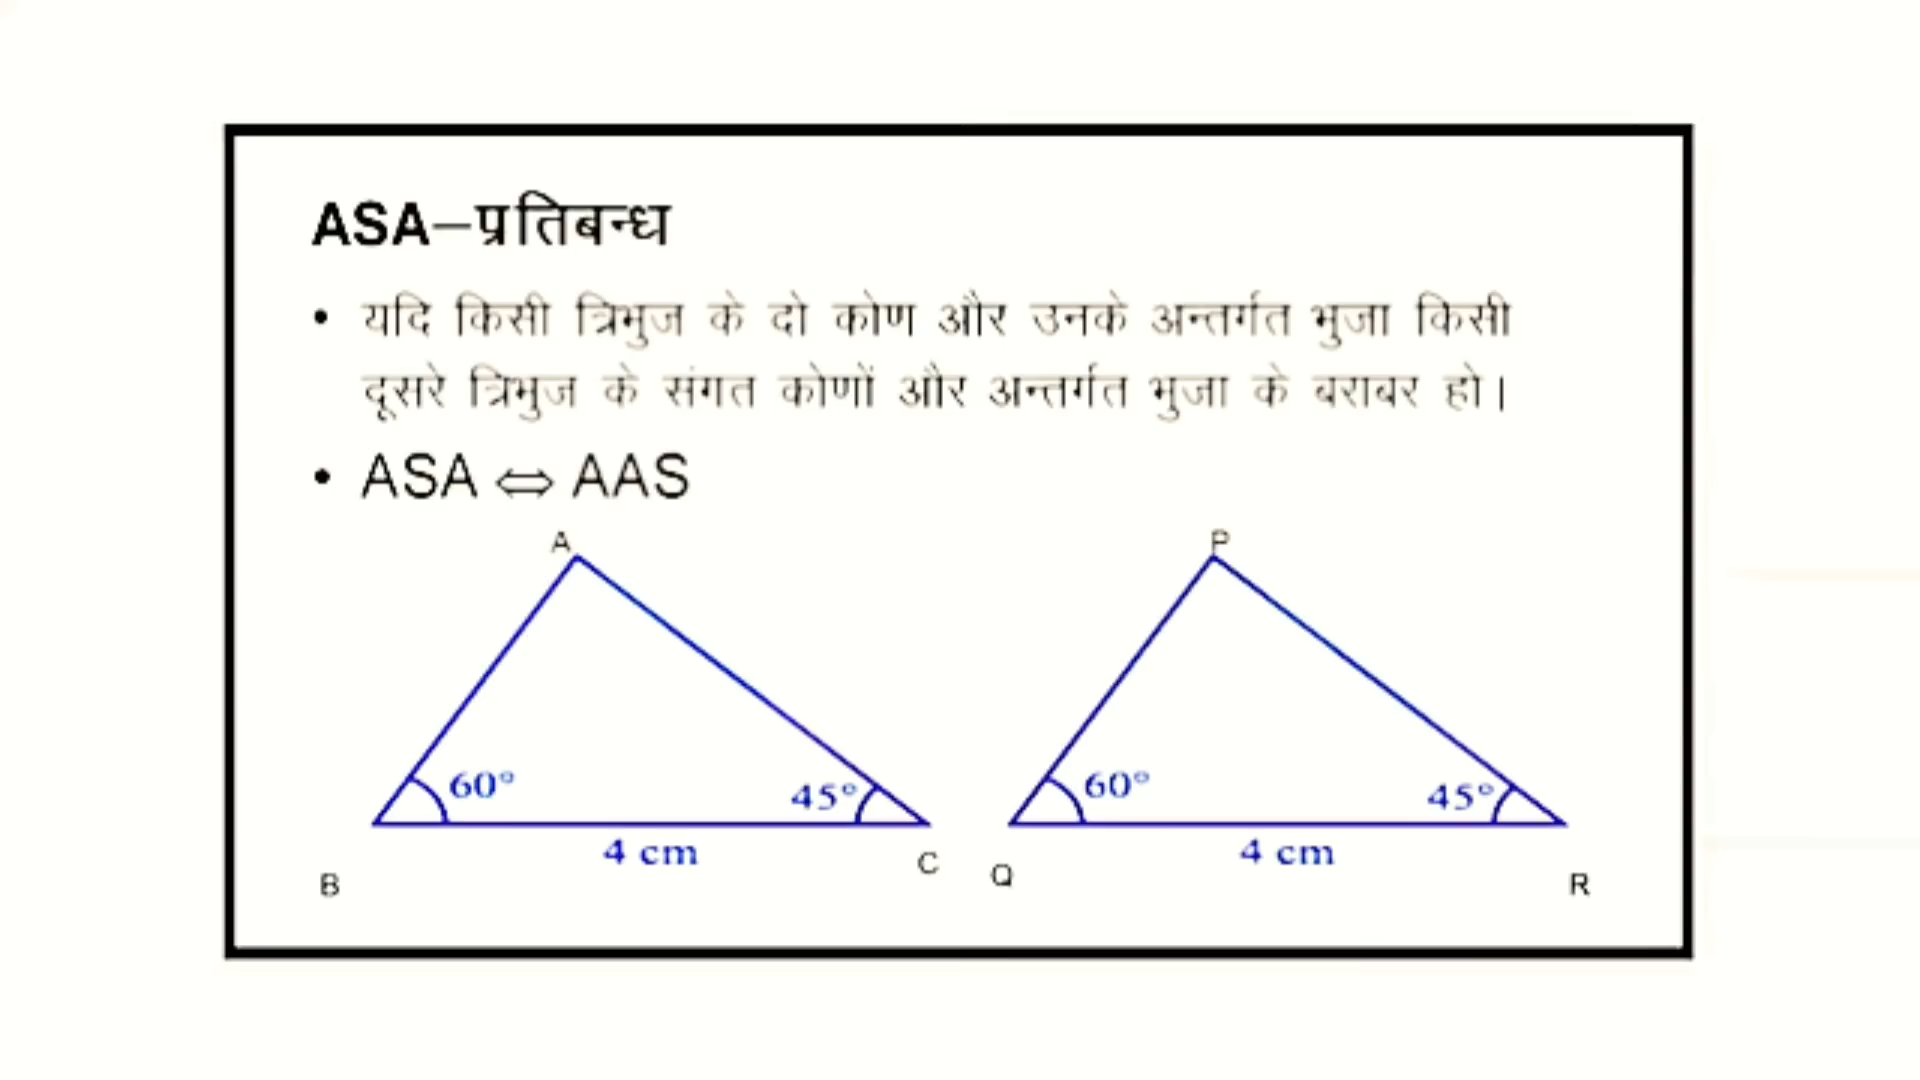 ASA–प्रतिबन्ध
• यदि किसी त्रिभुज के दो कोण और उनके अन्तर्गत भुजा किसी
दूसरे त्रिभुज के संगत कोणों और अन्तर्गत भुजा के बराबर हो।
• ASA ⇔ AAS
A P
60° 45° 60° 45°
4 cm 4 cm
B C Q R